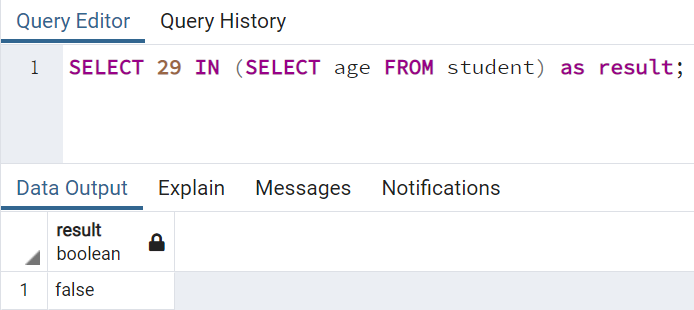 Query Editor Query History
1 SELECT 29 IN (SELECT age FROM student) as result;
Data Output Explain Messages Notifications
result
boolean
1 false